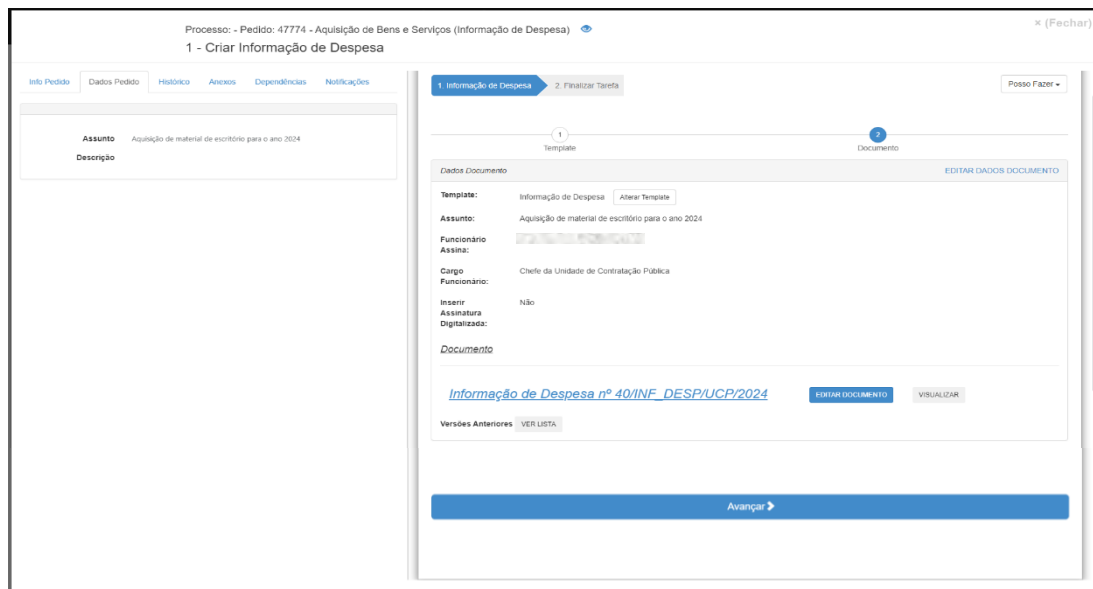 × (Fechar)
Processo: - Pedido: 47774 - Aquisição de Bens e Serviços (Informação de Despesa)
1 - Criar Informação de Despesa
Info Pedido Dados Pedido Histórico Anexos Dependências Notificações
Assunto Aquisição de material de escritório para o ano 2024
Descrição
1. Informação de Despesa 2. Finalizar Tarefa Posso Fazer
1 2
Template Documento
Dados Documento EDITAR DADOS DOCUMENTO
Template: Informação de Despesa Alterar Template
Assunto: Aquisição de material de escritório para o ano 2024
Funcionário
Assina:
Cargo Chefe da Unidade de Contratação Pública
Funcionário:
Inserir Não
Assinatura
Digitalizada:
Documento
Informação de Despesa nº 40/INF_DESP/UCP/2024 EDITAR DOCUMENTO VISUALIZAR
Versões Anteriores VER LISTA
Avançar